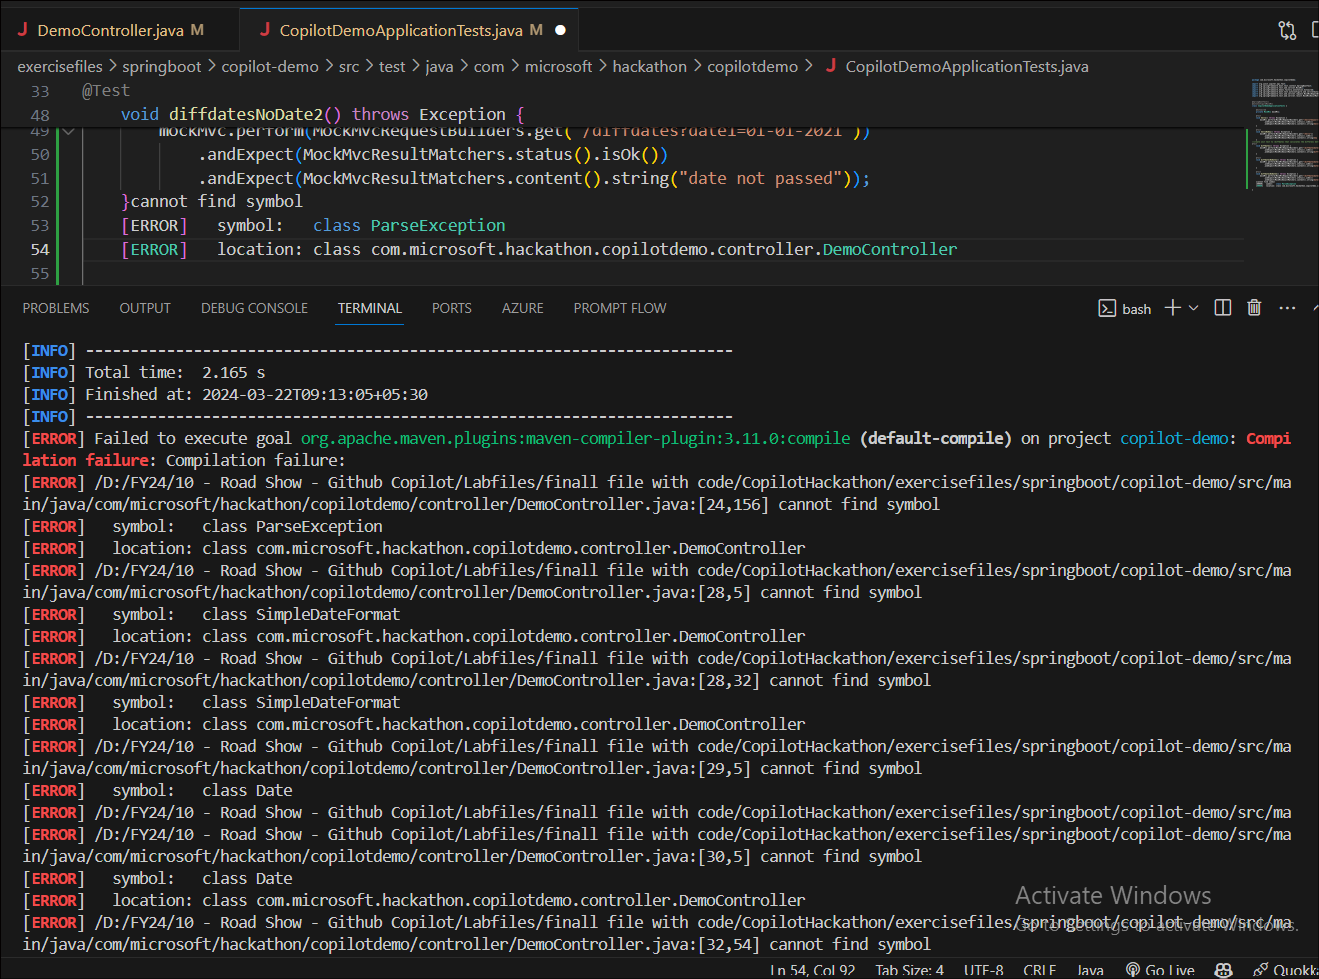 DemoController.java M
CopilotDemoApplicationTests.java M
exercisefiles > springboot > copilot-demo > src > test > java > com > microsoft > hackathon > copilotdemo > CopilotDemoApplicationTests.java
33 @Test
48 void diffdatesNoDate2() throws Exception {
49 mockMvc.perform(MockMvcRequestBuilders.get("/diffdates?date1=01-01-2021"))
50 .andExpect(MockMvcResultMatchers.status().isOk())
51 .andExpect(MockMvcResultMatchers.content().string("date not passed"));
52 }cannot find symbol
53 [ERROR] symbol: class ParseException
54 [ERROR] location: class com.microsoft.hackathon.copilotdemo.controller.DemoController
55
PROBLEMS OUTPUT DEBUG CONSOLE TERMINAL PORTS AZURE PROMPT FLOW bash
[INFO] ------------------------------------------------------------------------
[INFO] Total time:  2.165 s
[INFO] Finished at: 2024-03-22T09:13:05+05:30
[INFO] ------------------------------------------------------------------------
[ERROR] Failed to execute goal org.apache.maven.plugins:maven-compiler-plugin:3.11.0:compile (default-compile) on project copilot-demo: Compi
lation failure: Compilation failure:
[ERROR] /D:/FY24/10 - Road Show - Github Copilot/Labfiles/finall file with code/CopilotHackathon/exercisefiles/springboot/copilot-demo/src/ma
in/java/com/microsoft/hackathon/copilotdemo/controller/DemoController.java:[24,156] cannot find symbol
[ERROR]   symbol:   class ParseException
[ERROR]   location: class com.microsoft.hackathon.copilotdemo.controller.DemoController
[ERROR] /D:/FY24/10 - Road Show - Github Copilot/Labfiles/finall file with code/CopilotHackathon/exercisefiles/springboot/copilot-demo/src/ma
in/java/com/microsoft/hackathon/copilotdemo/controller/DemoController.java:[28,5] cannot find symbol
[ERROR]   symbol:   class SimpleDateFormat
[ERROR]   location: class com.microsoft.hackathon.copilotdemo.controller.DemoController
[ERROR] /D:/FY24/10 - Road Show - Github Copilot/Labfiles/finall file with code/CopilotHackathon/exercisefiles/springboot/copilot-demo/src/ma
in/java/com/microsoft/hackathon/copilotdemo/controller/DemoController.java:[28,32] cannot find symbol
[ERROR]   symbol:   class SimpleDateFormat
[ERROR]   location: class com.microsoft.hackathon.copilotdemo.controller.DemoController
[ERROR] /D:/FY24/10 - Road Show - Github Copilot/Labfiles/finall file with code/CopilotHackathon/exercisefiles/springboot/copilot-demo/src/ma
in/java/com/microsoft/hackathon/copilotdemo/controller/DemoController.java:[29,5] cannot find symbol
[ERROR]   symbol:   class Date
[ERROR] /D:/FY24/10 - Road Show - Github Copilot/Labfiles/finall file with code/CopilotHackathon/exercisefiles/springboot/copilot-demo/src/ma
[ERROR] /D:/FY24/10 - Road Show - Github Copilot/Labfiles/finall file with code/CopilotHackathon/exercisefiles/springboot/copilot-demo/src/ma
in/java/com/microsoft/hackathon/copilotdemo/controller/DemoController.java:[30,5] cannot find symbol
[ERROR]   symbol:   class Date
[ERROR]   location: class com.microsoft.hackathon.copilotdemo.controller.DemoController
[ERROR] /D:/FY24/10 - Road Show - Github Copilot/Labfiles/finall file with code/CopilotHackathon/exercisefiles/springboot/copilot-demo/src/ma
in/java/com/microsoft/hackathon/copilotdemo/controller/DemoController.java:[32,54] cannot find symbol
Activate Windows
Go to Settings to activate Windows.
Ln 54, Col 92 Tab Size: 4 UTF-8 CRLF Java Go Live Quokka